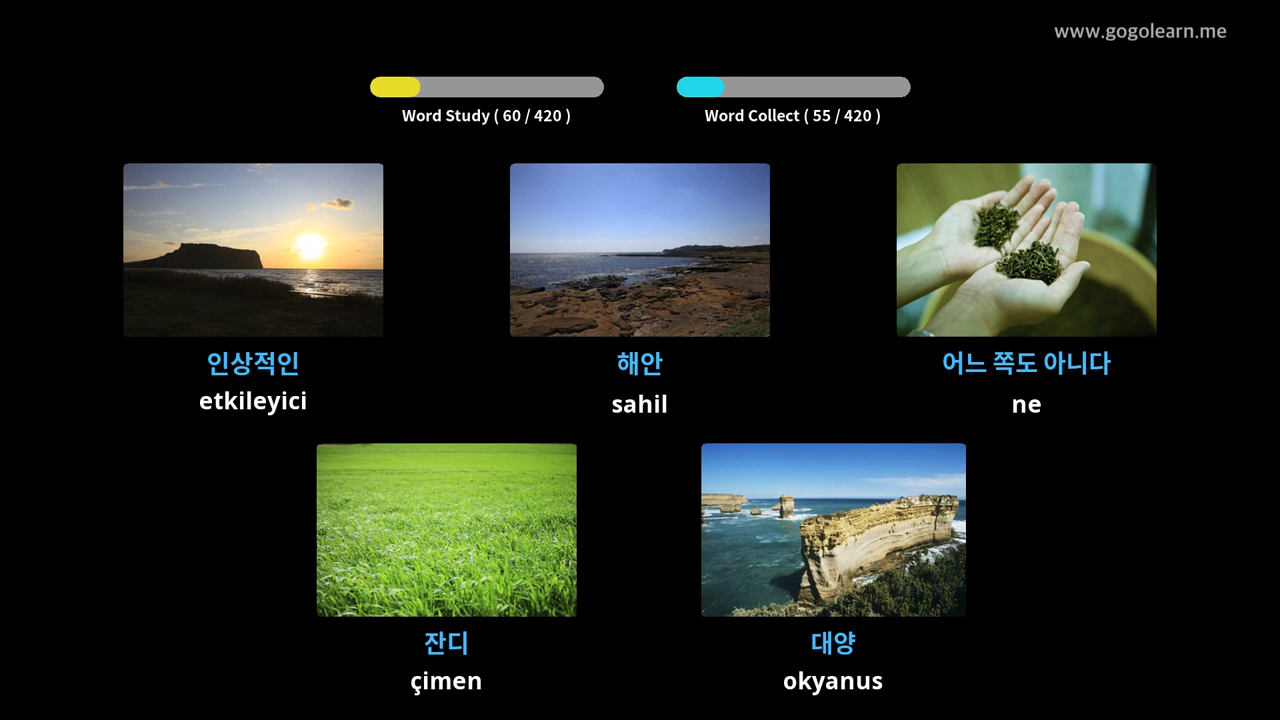 www.gogolearn.me
Word Study ( 60 / 420 )
Word Collect ( 55 / 420 )
인상적인
etkileyici
해안
sahil
어느 쪽도 아니다
ne
잔디
çimen
대양
okyanus